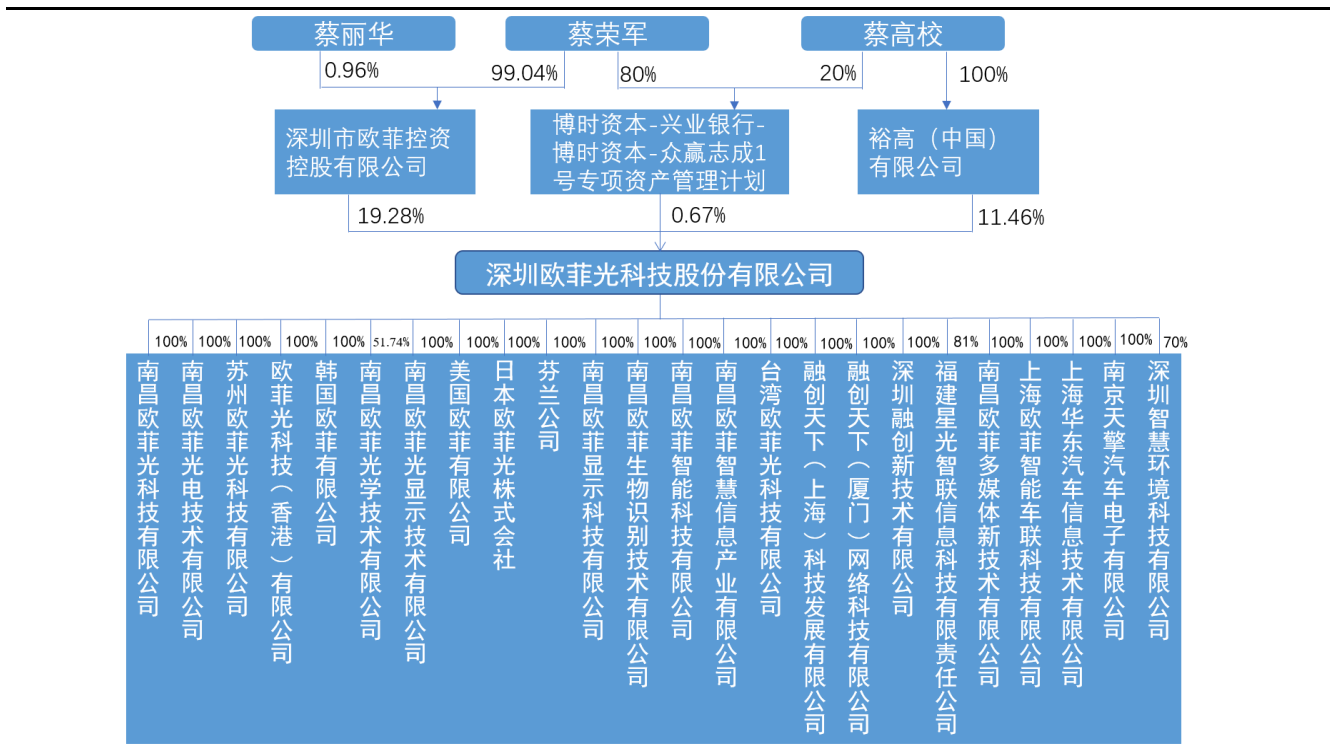 蔡丽华
蔡荣军
蔡高校
0.96%
99.04%
80%
20%
100%
深圳市欧菲控资
控股有限公司
博时资本-兴业银行-
博时资本-众赢志成1
号专项资产管理计划
裕高（中国）
有限公司
19.28%
0.67%
11.46%
深圳欧菲光科技股份有限公司
100%
100%
100%
100%
100%
51.74%
100%
100%
100%
100%
100%
100%
100%
100%
100%
100%
100%
100%
81%
100%
100%
100%
100%
70%
南昌欧菲光科技有限公司
南昌欧菲光电技术有限公司
苏州欧菲光科技有限公司
欧菲光科技（香港）有限公司
韩国欧菲有限公司
南昌欧菲光学技术有限公司
南昌欧菲光显示技术有限公司
美国欧菲有限公司
日本欧菲光株式会社
芬兰公司
南昌欧菲显示科技有限公司
南昌欧菲生物识别技术有限公司
南昌欧菲智能科技有限公司
南昌欧菲智慧信息产业有限公司
台湾欧菲光科技有限公司
融创天下（上海）科技发展有限公司
融创天下（厦门）网络科技有限公司
深圳融创新技术有限公司
福建星光智联信息科技有限责任公司
南昌欧菲多媒体新技术有限公司
上海欧菲智能车联科技有限公司
上海华东汽车信息技术有限公司
南京天擎汽车电子有限公司
深圳智慧环境科技有限公司